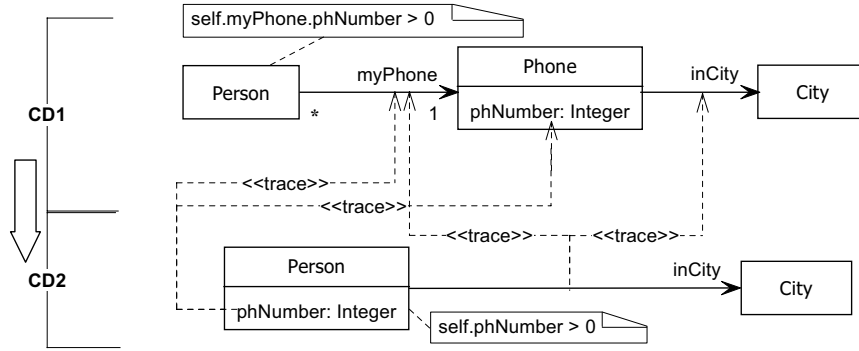 self.myPhone.phNumber > 0
Person
myPhone
*
1
Phone
phNumber: Integer
inCity
City
CD1
<<trace>>
<<trace>>
<<trace>>
<<trace>>
CD2
Person
phNumber: Integer
inCity
City
self.phNumber > 0